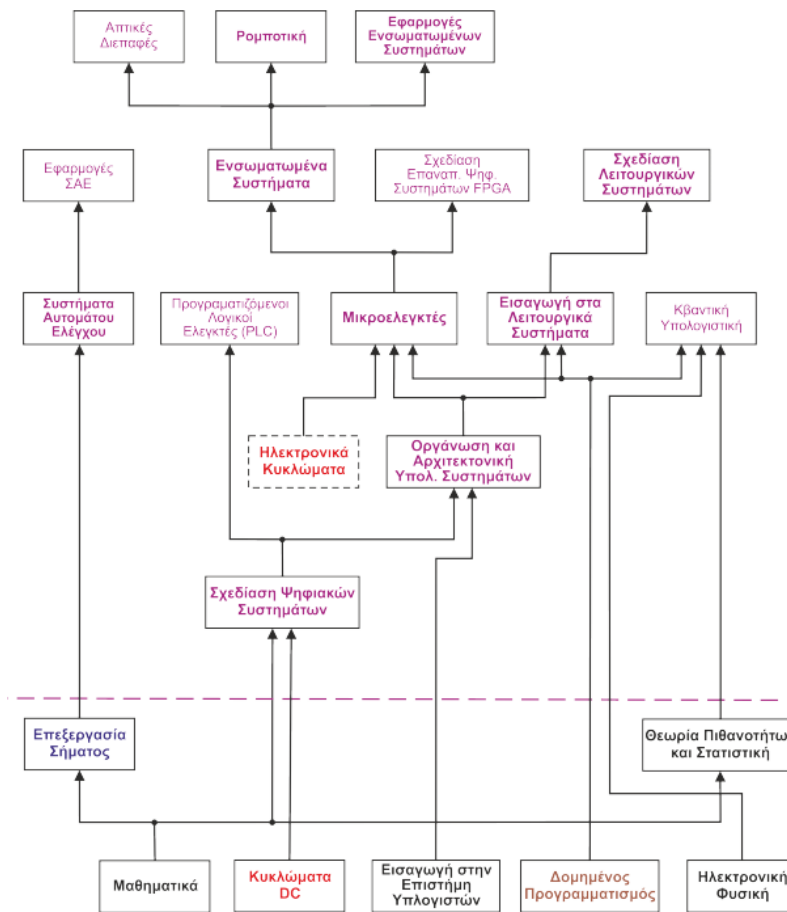 Απτικές
Διεπαφές
Ρομποτική
Εφαρμογές
Ενσωματωμένων
Συστημάτων
Εφαρμογές
ΣΑΕ
Ενσωματωμένα
Συστήματα
Σχεδίαση
Επαναπ. Ψηφ.
Συστημάτων FPGA
Σχεδίαση
Λειτουργικών
Συστημάτων
Συστήματα
Αυτομάτου
Ελέγχου
Προγραματιζόμενοι
Λογικοί
Ελεγκτές (PLC)
Μικροελεγκτές
Εισαγωγή στα
Λειτουργικά
Συστήματα
Κβαντική
Υπολογιστική
Ηλεκτρονικά
Κυκλώματα
Οργάνωση και
Αρχιτεκτονική
Υπολ. Συστημάτων
Σχεδίαση Ψηφιακών
Συστημάτων
Επεξεργασία
Σήματος
Θεωρία Πιθανοτήτω
και Στατιστική
Μαθηματικά
Κυκλώματα
DC
Εισαγωγή στην
Επιστήμη
Υπλογιστών
Δομημένος
Προγραμματισμός
Ηλεκτρονική
Φυσική